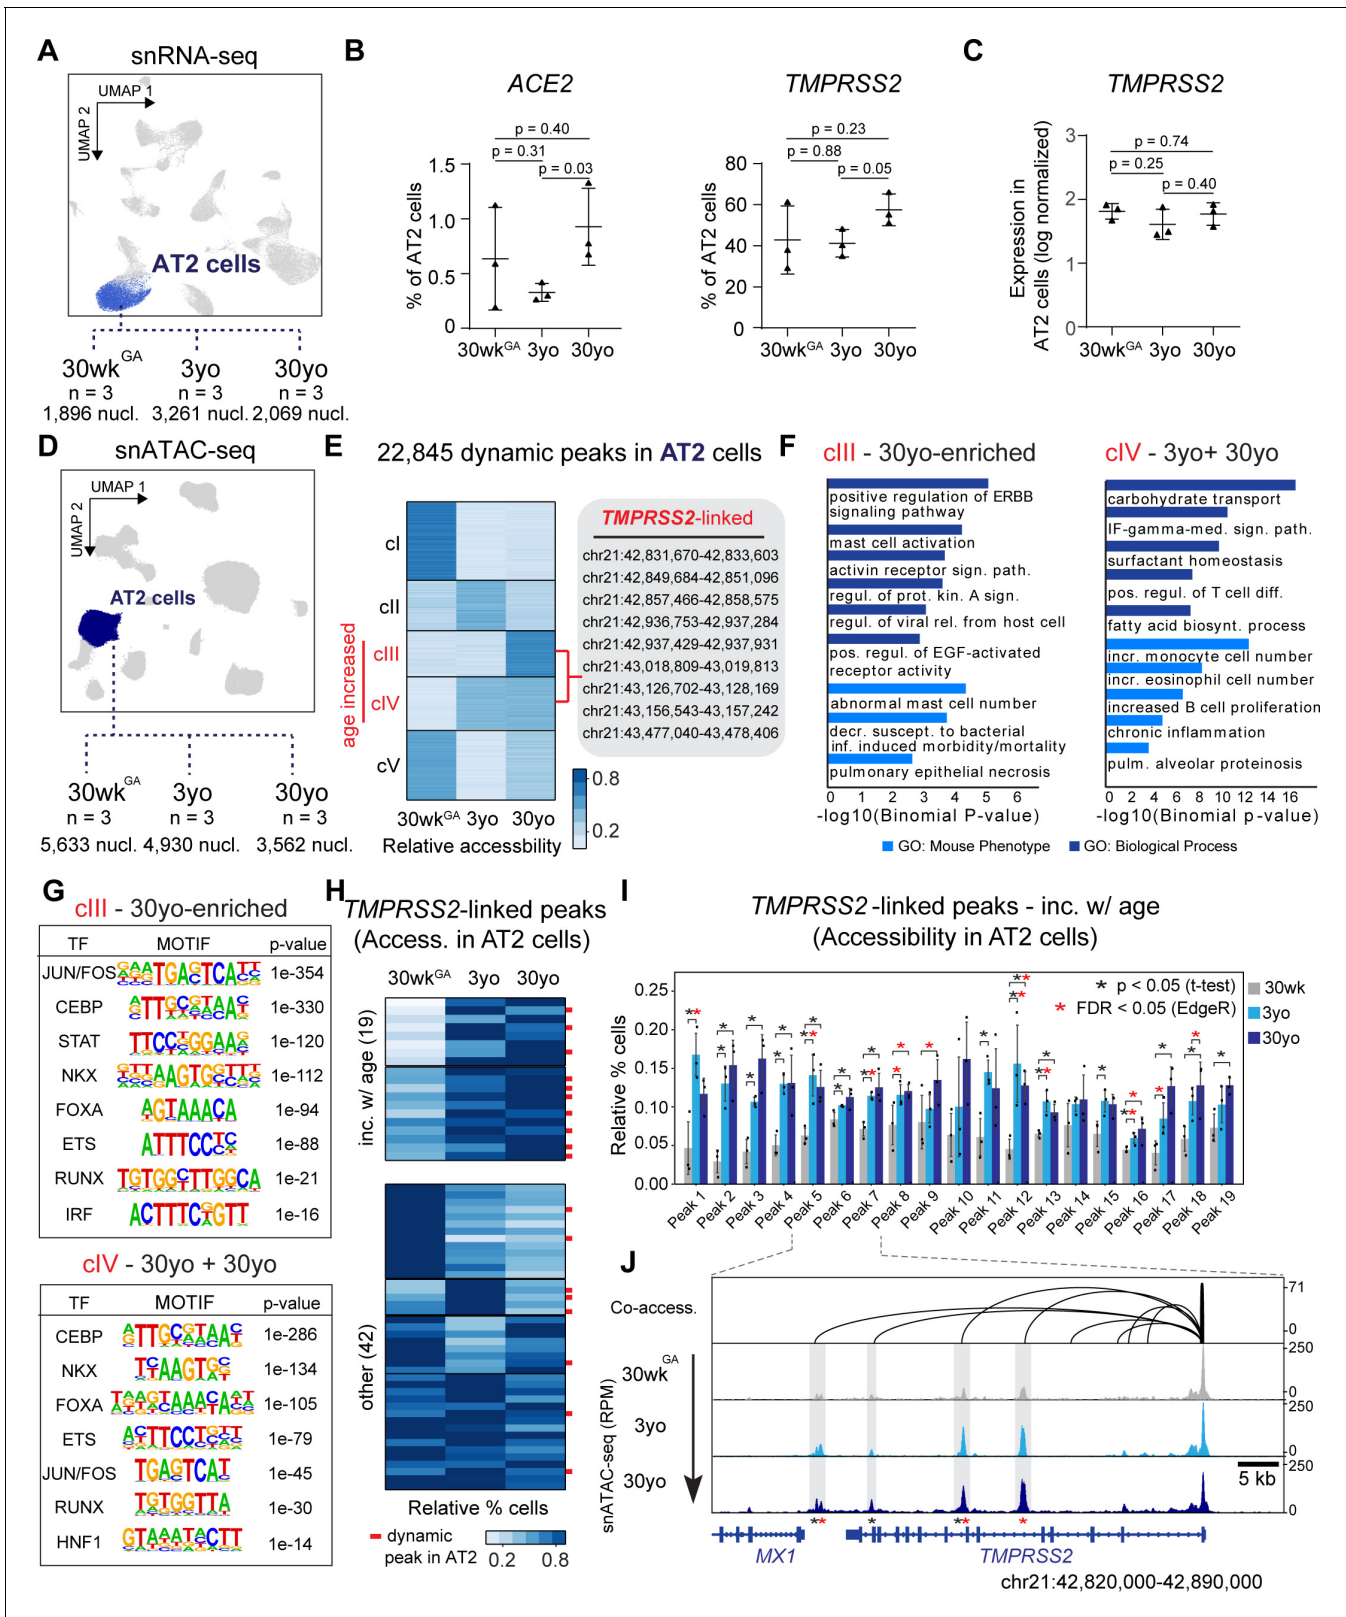 A
snRNA-seq
UMAP 1
UMAP 2
AT2 cells
30wk^GA 3yo 30yo
n = 3 n = 3 n = 3
1,896 nucl. 3,261 nucl. 2,069 nucl.
B
ACE2
p = 0.40
p = 0.31
p = 0.03
% of AT2 cells
1.5
1.0
0.5
0
30wk^GA 3yo 30yo
TMPRSS2
p = 0.23
p = 0.88
p = 0.05
% of AT2 cells
80
60
40
20
0
30wk^GA 3yo 30yo
C
TMPRSS2
p = 0.74
p = 0.25
p = 0.40
Expression in
AT2 cells (log normalized)
3
2
1
0
30wk^GA 3yo 30yo
D
snATAC-seq
UMAP 1
UMAP 2
AT2 cells
30wk^GA 3yo 30yo
n = 3 n = 3 n = 3
5,633 nucl. 4,930 nucl. 3,562 nucl.
E
22,845 dynamic peaks in AT2 cells
cI
cII
cIII
cIV
cV
age increased
30wk^GA 3yo 30yo
Relative accessbility
0.8
0.2
TMPRSS2-linked
chr21:42,831,670-42,833,603
chr21:42,849,684-42,851,096
chr21:42,857,466-42,858,575
chr21:42,936,753-42,937,284
chr21:42,937,429-42,937,931
chr21:43,018,809-43,019,813
chr21:43,126,702-43,128,169
chr21:43,156,543-43,157,242
chr21:43,477,040-43,478,406
F
cIII - 30yo-enriched
positive regulation of ERBB
signaling pathway
mast cell activation
activin receptor sign. path.
regul. of prot. kin. A sign.
regul. of viral rel. from host cell
pos. regul. of EGF-activated
receptor activity
abnormal mast cell number
decr. suscept. to bacterial
inf. induced morbidity/mortality
pulmonary epithelial necrosis
0 1 2 3 4 5 6
-log10(Binomial P-value)
cIV - 3yo+ 30yo
carbohydrate transport
IF-gamma-med. sign. path.
surfactant homeostasis
pos. regul. of T cell diff.
fatty acid biosynt. process
incr. monocyte cell number
incr. eosinophil cell number
increased B cell proliferation
chronic inflammation
pulm. alveolar proteinosis
0 2 4 6 8 10 12 14 16
-log10(Binomial p-value)
GO: Mouse Phenotype GO: Biological Process
G
cIII - 30yo-enriched
TF MOTIF p-value
JUN/FOS 1e-354
CEBP 1e-330
STAT 1e-120
NKX 1e-112
FOXA 1e-94
ETS 1e-88
RUNX 1e-21
IRF 1e-16
cIV - 30yo + 30yo
TF MOTIF p-value
CEBP 1e-286
NKX 1e-134
FOXA 1e-105
ETS 1e-79
JUN/FOS 1e-45
RUNX 1e-30
HNF1 1e-14
H
TMPRSS2-linked peaks
(Access. in AT2 cells)
30wk^GA 3yo 30yo
inc. w/ age (19)
other (42)
Relative % cells
dynamic
peak in AT2
0.2 0.8
I
TMPRSS2 -linked peaks - inc. w/ age
(Accessibility in AT2 cells)
* p < 0.05 (t-test)
* FDR < 0.05 (EdgeR)
30wk
3yo
30yo
Relative % cells
0.25
0.20
0.15
0.10
0.05
0.00
Peak 1 Peak 2 Peak 3 Peak 4 Peak 5 Peak 6 Peak 7 Peak 8 Peak 9 Peak 10 Peak 11 Peak 12 Peak 13 Peak 14 Peak 15 Peak 16 Peak 17 Peak 18 Peak 19
J
Co-access.
71
0
30wk^GA
250
0
3yo
250
0
30yo
250
0
snATAC-seq (RPM)
5 kb
MX1 TMPRSS2
chr21:42,820,000-42,890,000